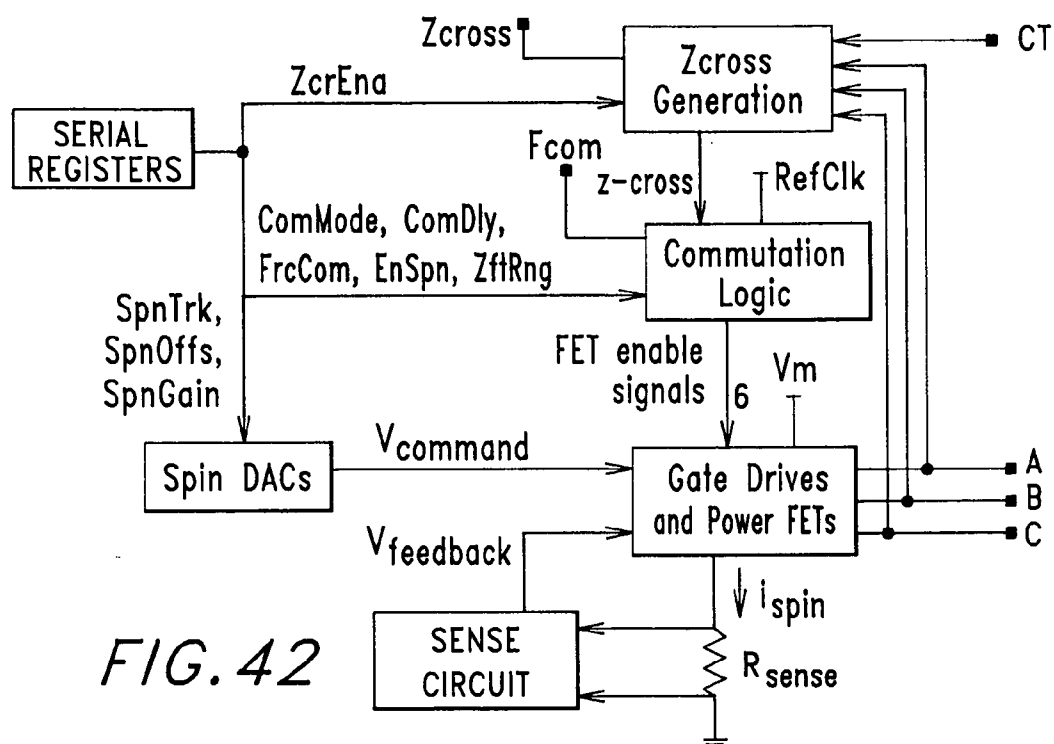 Zcross
Zcross
Generation
CT
ZcrEna
SERIAL
REGISTERS
Fcom
z-cross
RefClk
ComMode, ComDly,
FrcCom, EnSpn, ZftRng
Commutation
Logic
SpnTrk,
SpnOffs,
SpnGain
FET enable
signals
6
Vm
Spin DACs
Vcommand
Gate Drives
and Power FETs
A
B
C
Vfeedback
ispin
SENSE
CIRCUIT
Rsense
FIG. 42